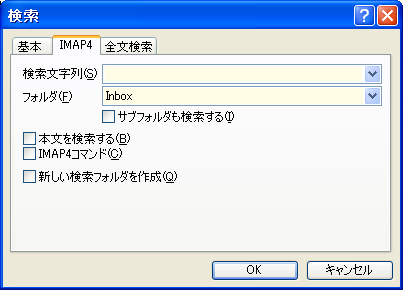 検索
基本 IMAP4 全文検索
検索文字列(S)
フォルダ(F) Inbox
サブフォルダも検索する(I)
本文を検索する(B)
IMAP4コマンド(C)
新しい検索フォルダを作成(Q)
OK キャンセル